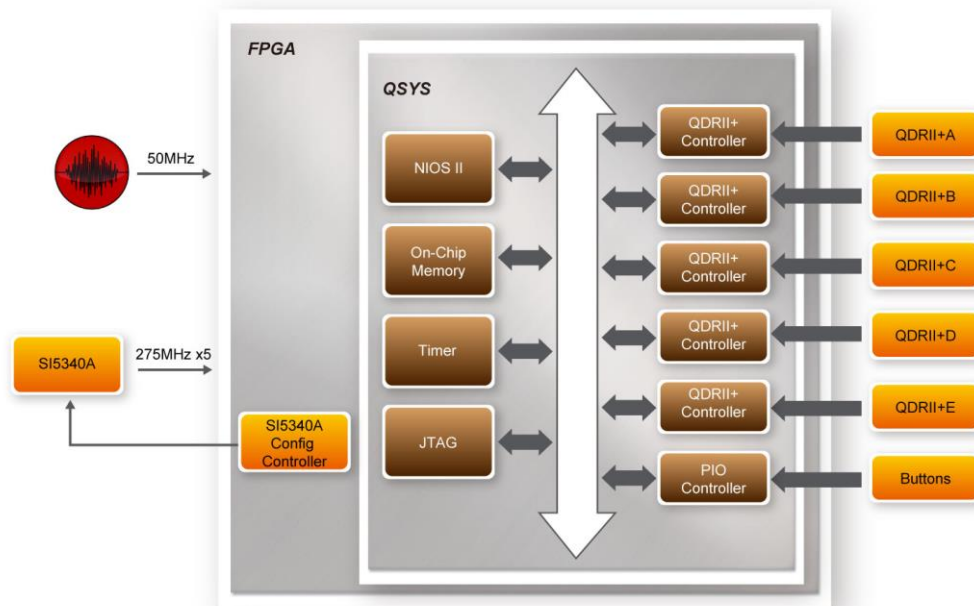 FPGA
QSYS
50MHz
SI5340A
275MHz x5
SI5340A
Config
Controller
NIOS II
On-Chip
Memory
Timer
JTAG
QDRII+
Controller
QDRII+
Controller
QDRII+
Controller
QDRII+
Controller
QDRII+
Controller
PIO
Controller
QDRII+A
QDRII+B
QDRII+C
QDRII+D
QDRII+E
Buttons